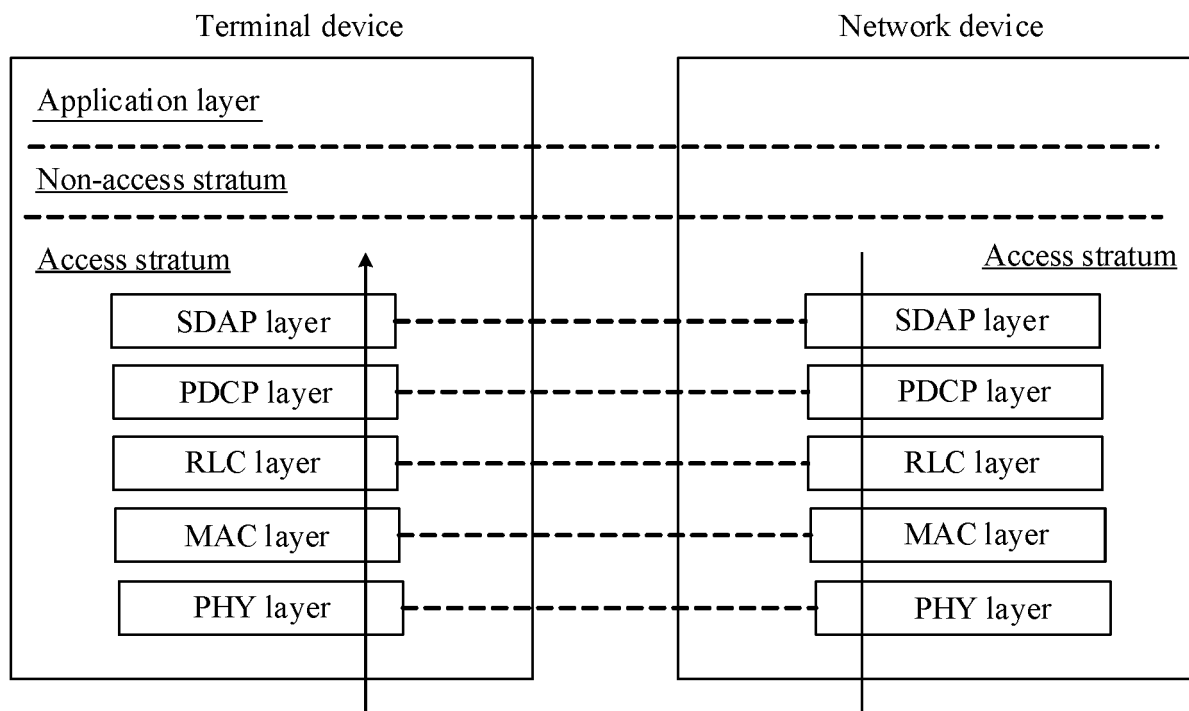 Terminal device
Network device
Application layer
Non-access stratum
Access stratum
Access stratum
SDAP layer
SDAP layer
PDCP layer
PDCP layer
RLC layer
RLC layer
MAC layer
MAC layer
PHY layer
PHY layer